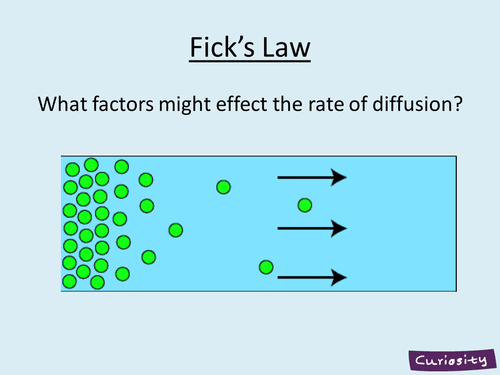 Fick's Law
What factors might effect the rate of diffusion?
Curiosity